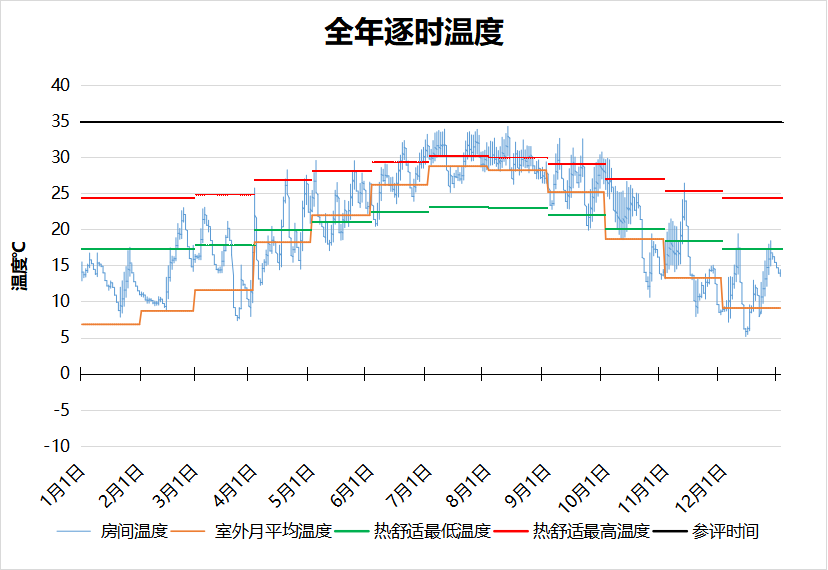 全年逐时温度
40
35
30
25
20
15
10
5
0
-5
-10
温度℃
1月1日
2月1日
3月1日
4月1日
5月1日
6月1日
7月1日
8月1日
9月1日
10月1日
11月1日
12月1日
房间温度 室外月平均温度 热舒适最低温度 热舒适最高温度 参评时间